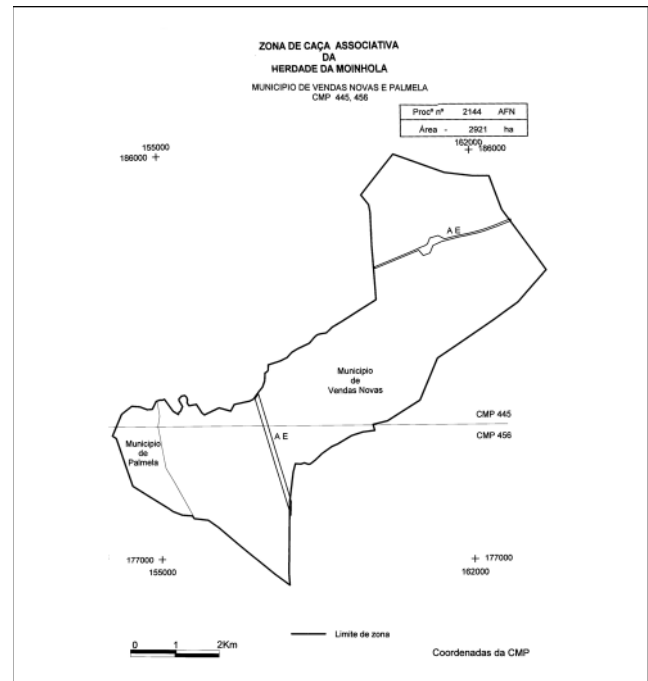 ZONA DE CAÇA ASSOCIATIVA
DA
HERDADE DA MOINHOLA
MUNICIPIO DE VENDAS NOVAS E PALMELA
CMP 445, 456
Procº nº 2144 AFN
Área - 2921 ha
155000
186000
162000
186000
A E
Municipio
de
Vendas Novas
CMP 445
CMP 456
A E
Municipio
de
Palmela
177000
155000
177000
162000
0 1 2Km
Limite de zona
Coordenadas da CMP